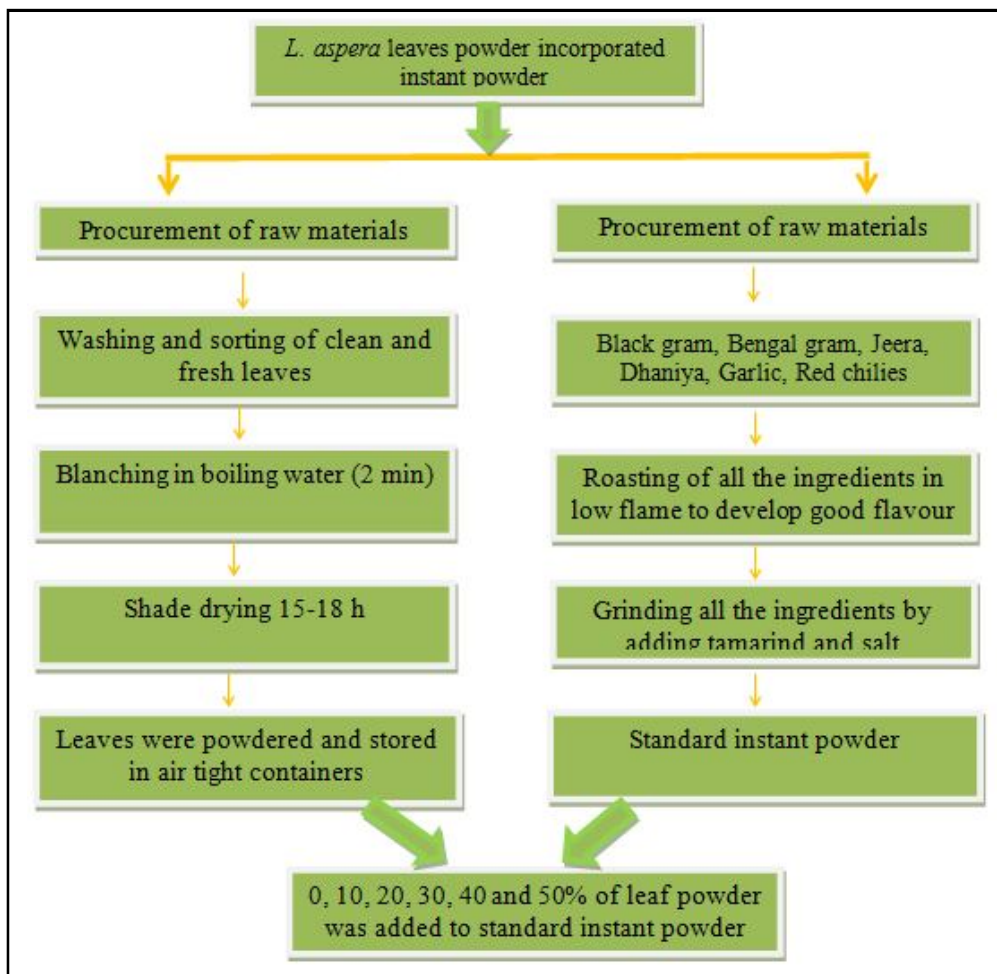 L. aspera leaves powder incorporated
instant powder
Procurement of raw materials
Washing and sorting of clean and
fresh leaves
Blanching in boiling water (2 min)
Shade drying 15-18 h
Leaves were powdered and stored
in air tight containers
Procurement of raw materials
Black gram, Bengal gram, Jeera,
Dhaniya, Garlic, Red chilies
Roasting of all the ingredients in
low flame to develop good flavour
Grinding all the ingredients by
adding tamarind and salt
Standard instant powder
0, 10, 20, 30, 40 and 50% of leaf powder
was added to standard instant powder